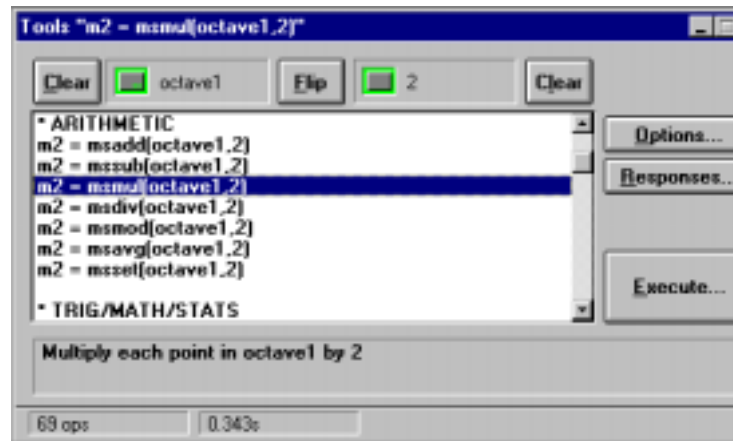 Tools "m2 = msmul(octave1,2)"
Clear octave1 Flip 2 Clear
* ARITHMETIC
m2 = msadd(octave1,2)
m2 = mssub(octave1,2)
m2 = msmul(octave1,2)
m2 = msdiv(octave1,2)
m2 = msmod(octave1,2)
m2 = msavg(octave1,2)
m2 = msset(octave1,2)
* TRIG/MATH/STATS
Options...
Responses...
Execute...
Multiply each point in octave1 by 2
69 ops 0.343s